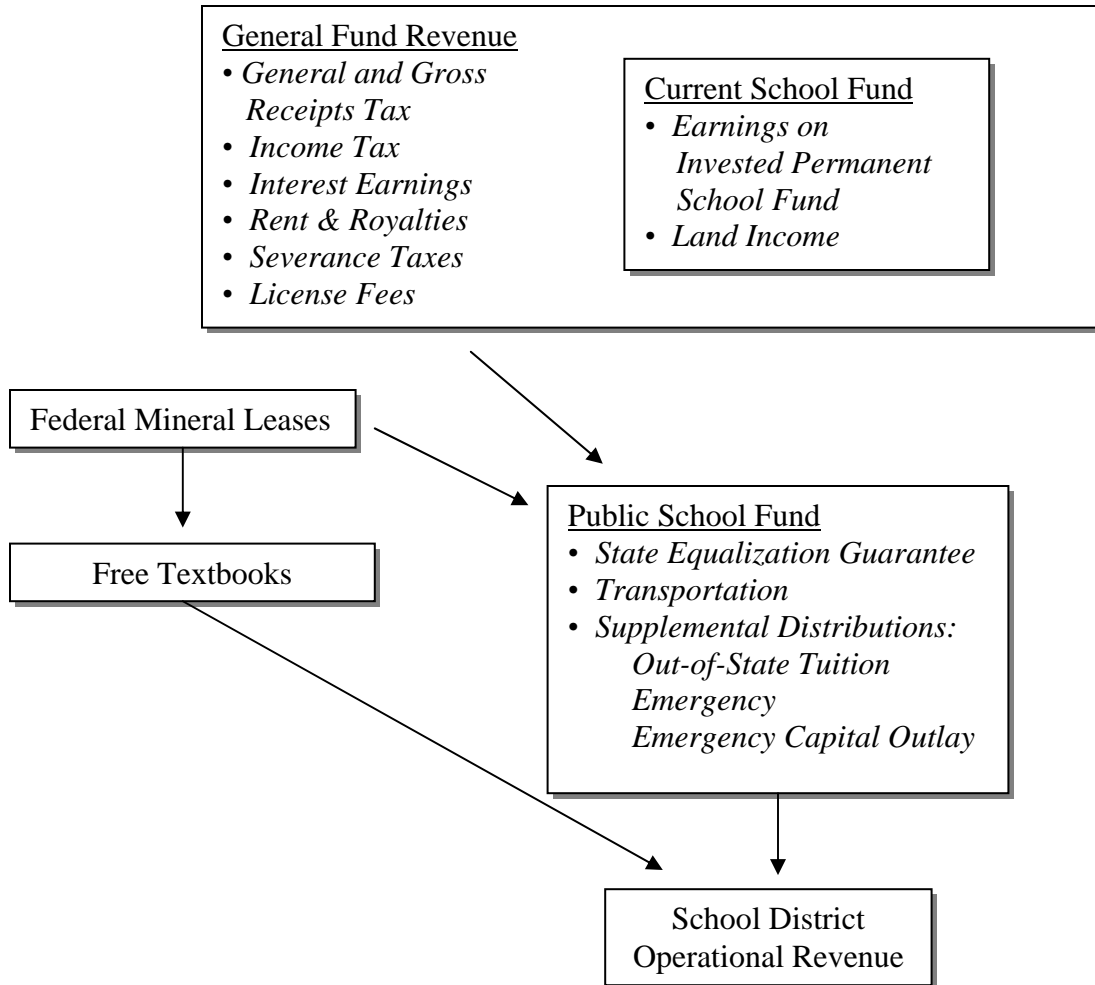 General Fund Revenue
• General and Gross
Receipts Tax
• Income Tax
• Interest Earnings
• Rent & Royalties
• Severance Taxes
• License Fees
Current School Fund
• Earnings on
Invested Permanent
School Fund
• Land Income
Federal Mineral Leases
Free Textbooks
Public School Fund
• State Equalization Guarantee
• Transportation
• Supplemental Distributions:
Out-of-State Tuition
Emergency
Emergency Capital Outlay
School District
Operational Revenue